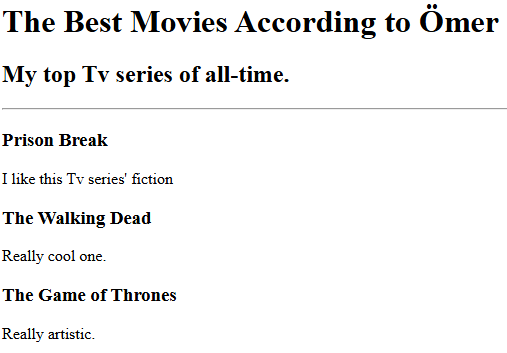 The Best Movies According to Ömer
My top Tv series of all-time.
Prison Break
I like this Tv series' fiction
The Walking Dead
Really cool one.
The Game of Thrones
Really artistic.